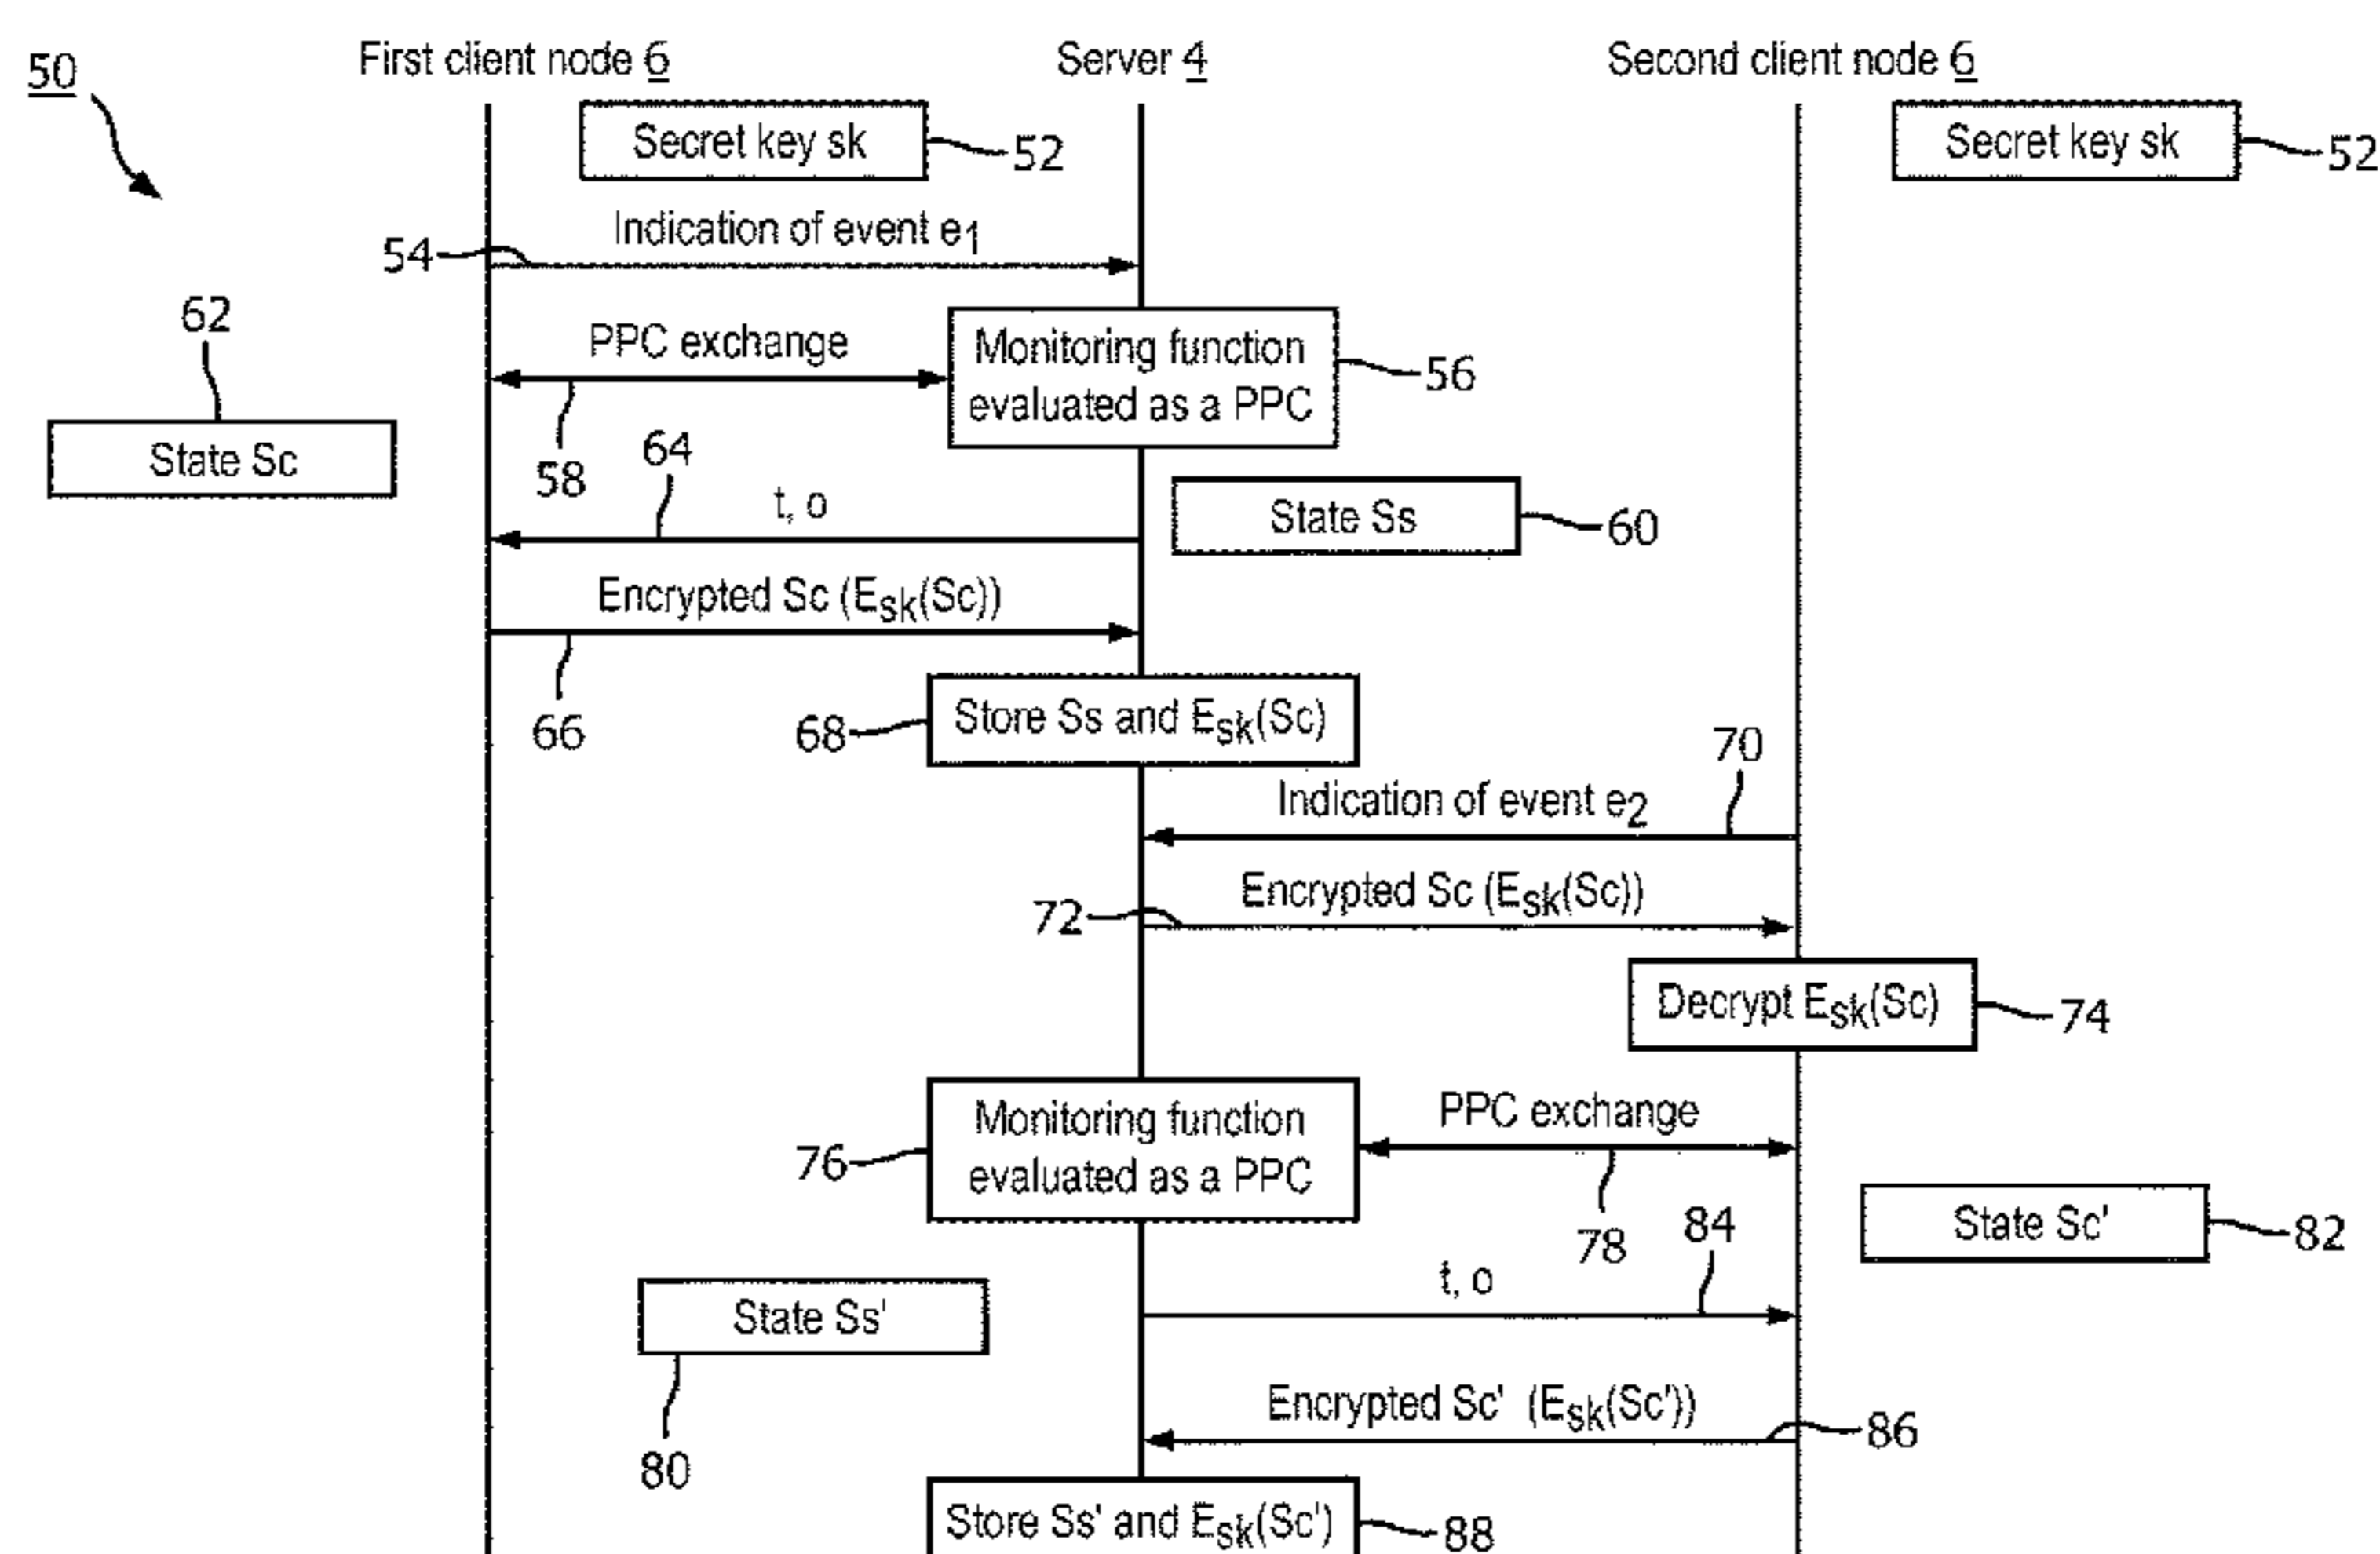 50
First client node 6
Server 4
Second client node 6
Secret key sk
52
Secret key sk
52
Indication of event e1
54
62
PPC exchange
Monitoring function
evaluated as a PPC
56
State Sc
58
64
t, o
State Ss
60
Encrypted Sc (Esk(Sc))
66
68
Store Ss and Esk(Sc)
70
Indication of event e2
Encrypted Sc (Esk(Sc))
72
Decrypt Esk(Sc)
74
Monitoring function
evaluated as a PPC
76
PPC exchange
78
84
State Sc'
82
t, o
State Ss'
80
Encrypted Sc' (Esk(Sc'))
86
Store Ss' and Esk(Sc')
88